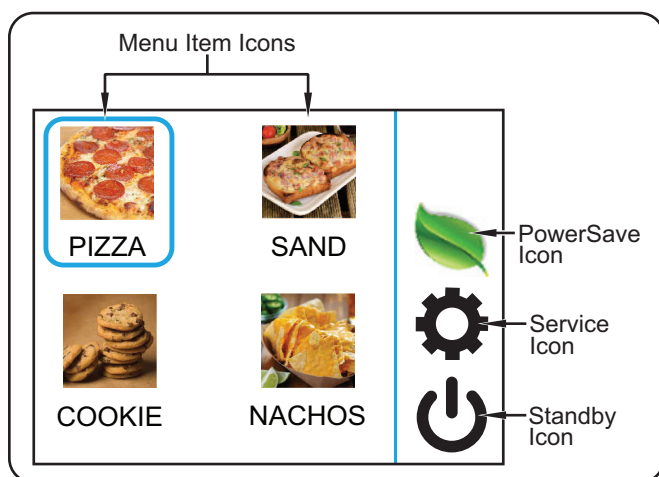 Menu Item Icons
PIZZA
SAND
COOKIE
NACHOS
PowerSave
Icon
Service
Icon
Standby
Icon